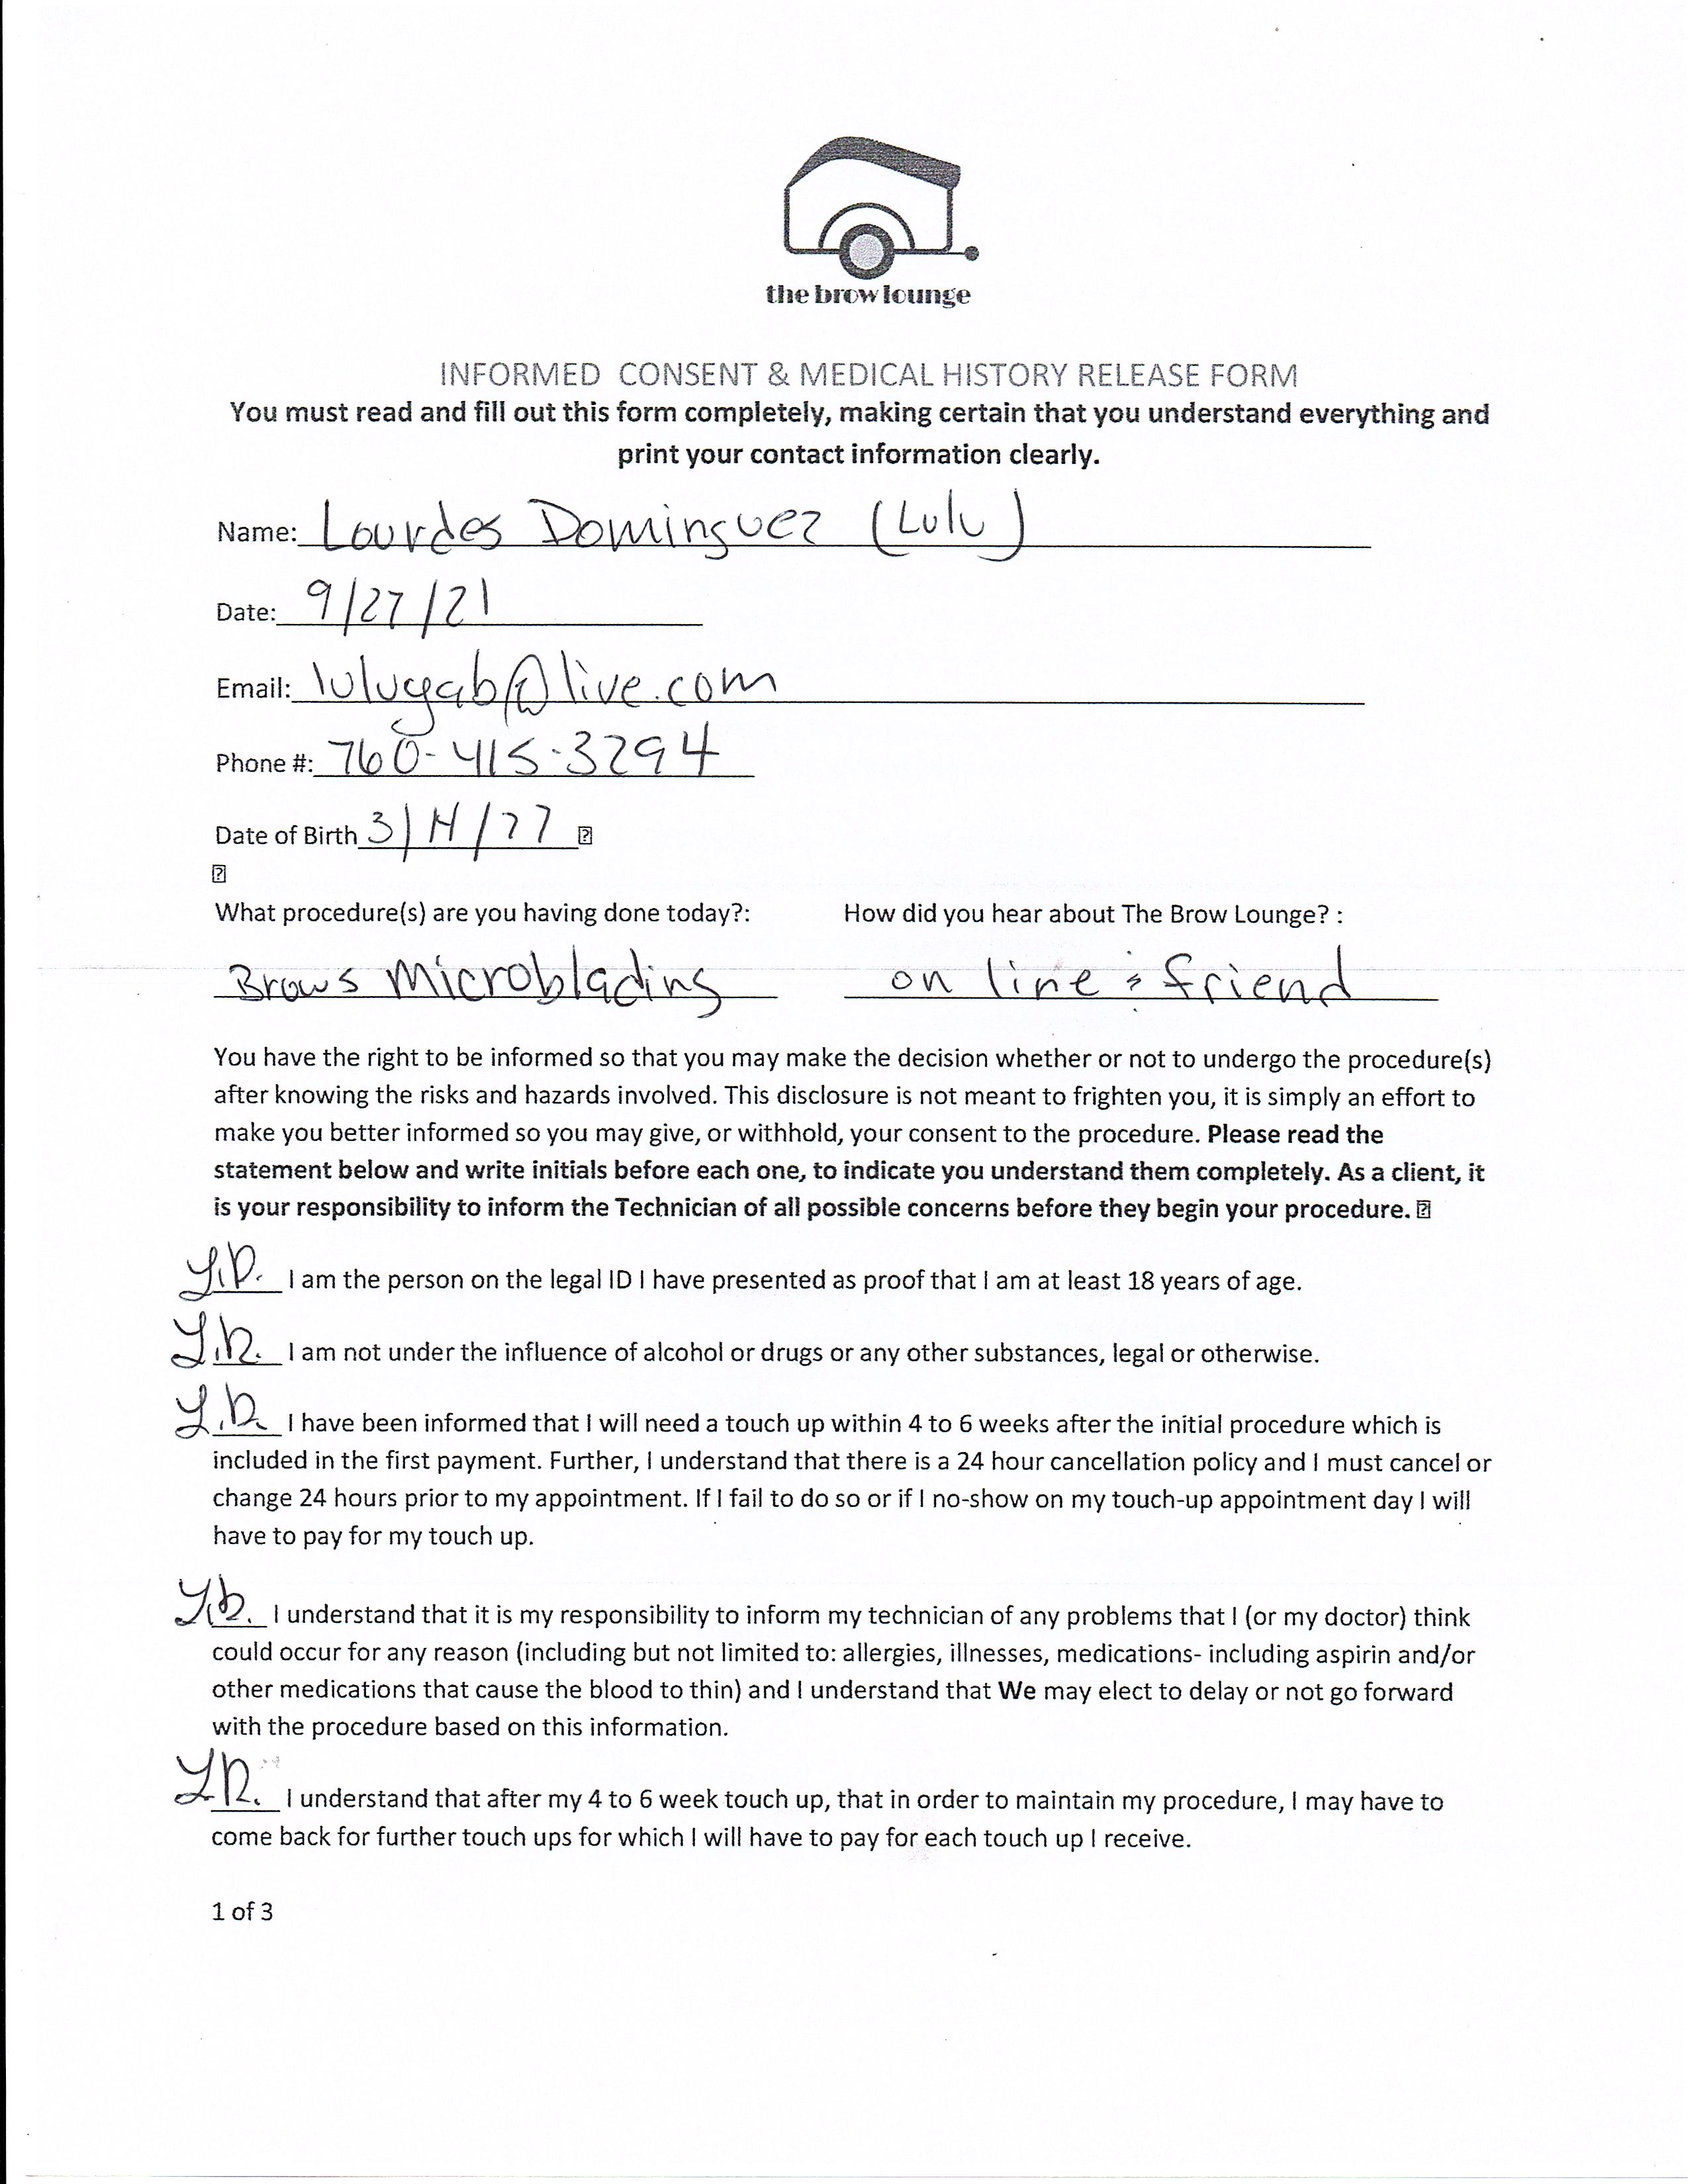 the brow lounge
INFORMED CONSENT & MEDICAL HISTORY RELEASE FORM
You must read and fill out this form completely, making certain that you understand everything and
print your contact information clearly.
Name: Lourdes Dominguez (Lulu)
Date: 9/27/21
Email: lulugab@live.com
Phone #: 760-415-3294
Date of Birth 3/14/77
What procedure(s) are you having done today?: How did you hear about The Brow Lounge? :
Brows Microblading on line & friend
You have the right to be informed so that you may make the decision whether or not to undergo the procedure(s)
after knowing the risks and hazards involved. This disclosure is not meant to frighten you, it is simply an effort to
make you better informed so you may give, or withhold, your consent to the procedure. Please read the
statement below and write initials before each one, to indicate you understand them completely. As a client, it
is your responsibility to inform the Technician of all possible concerns before they begin your procedure.
L.D. I am the person on the legal ID I have presented as proof that I am at least 18 years of age.
L.D. I am not under the influence of alcohol or drugs or any other substances, legal or otherwise.
L.D. I have been informed that I will need a touch up within 4 to 6 weeks after the initial procedure which is
included in the first payment. Further, I understand that there is a 24 hour cancellation policy and I must cancel or
change 24 hours prior to my appointment. If I fail to do so or if I no-show on my touch-up appointment day I will
have to pay for my touch up.
L.D. I understand that it is my responsibility to inform my technician of any problems that I (or my doctor) think
could occur for any reason (including but not limited to: allergies, illnesses, medications- including aspirin and/or
other medications that cause the blood to thin) and I understand that We may elect to delay or not go forward
with the procedure based on this information.
L.D. I understand that after my 4 to 6 week touch up, that in order to maintain my procedure, I may have to
come back for further touch ups for which I will have to pay for each touch up I receive.
1 of 3